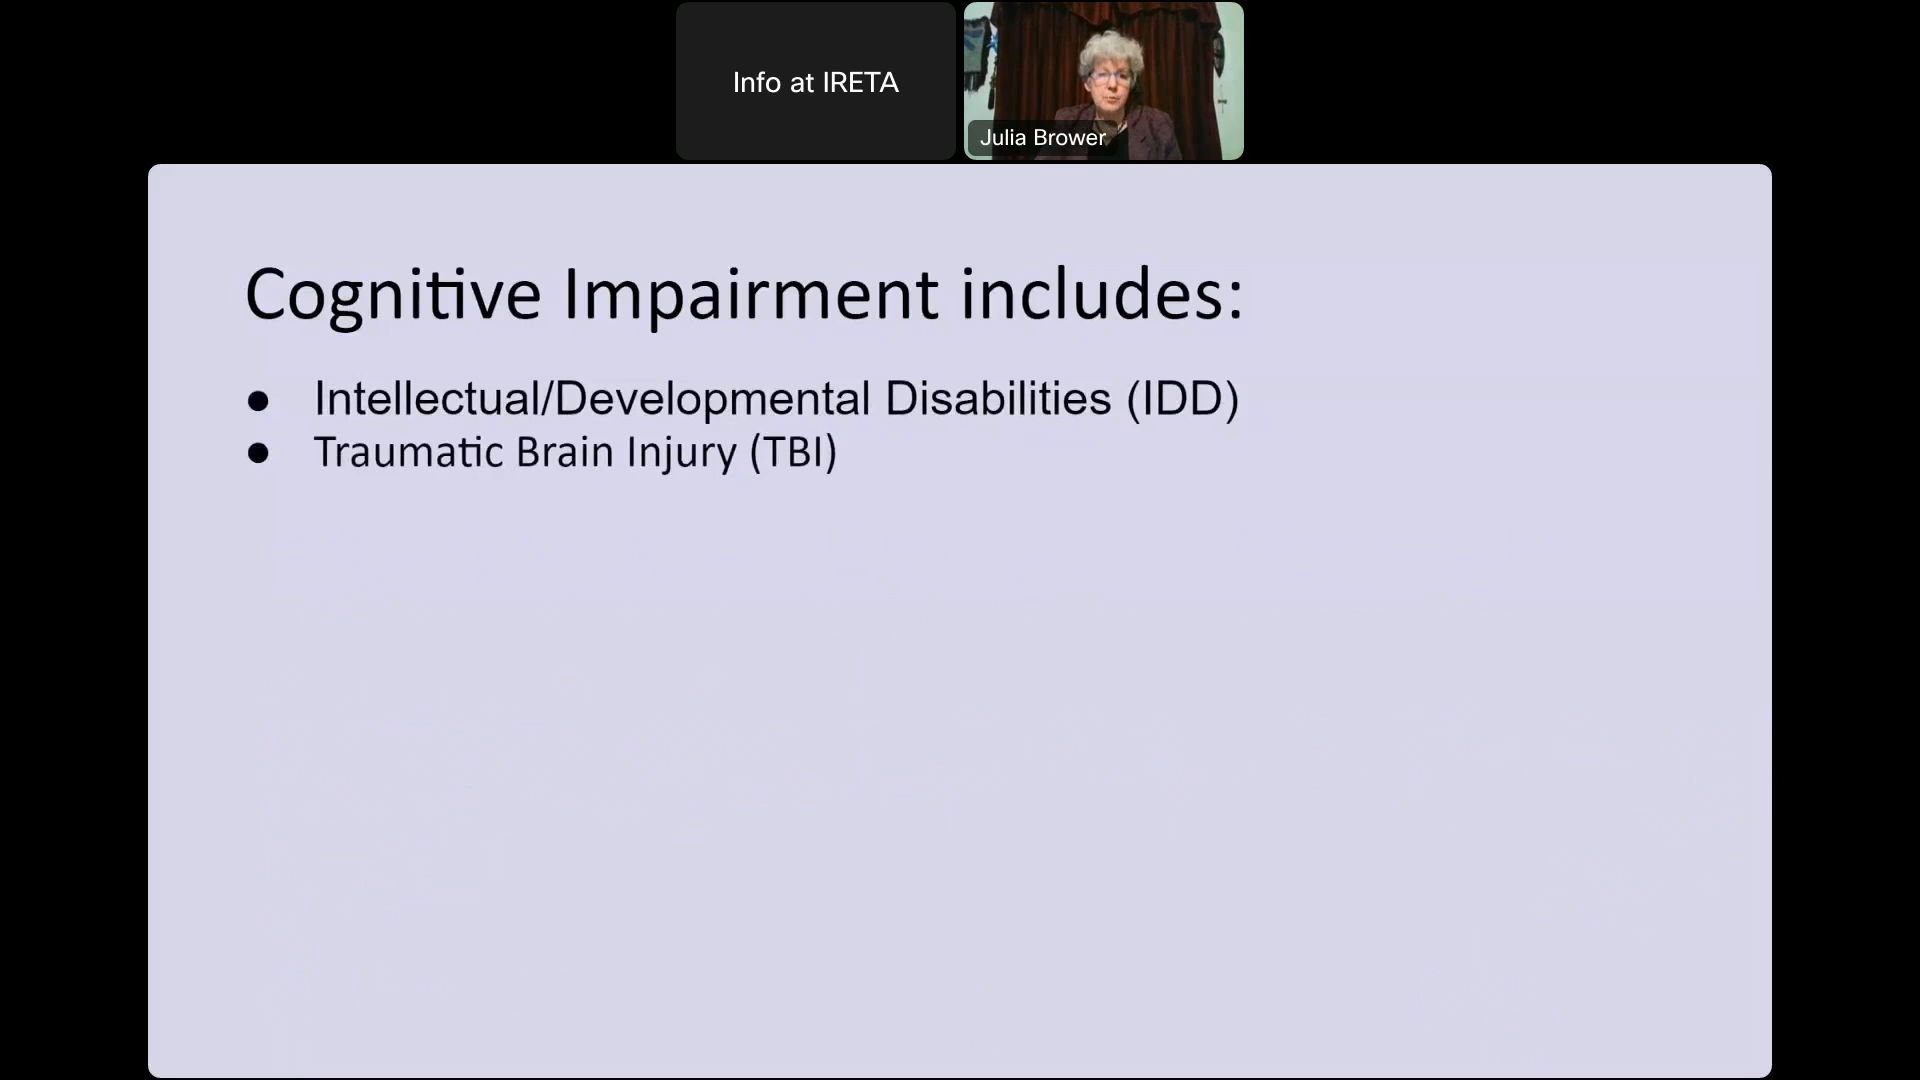 Info at IRETA
Julia Brower
Cognitive Impairment includes:
● Intellectual/Developmental Disabilities (IDD)
● Traumatic Brain Injury (TBI)